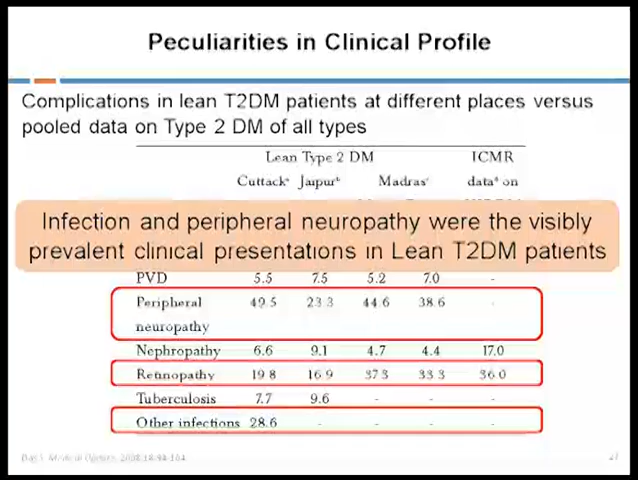 Peculiarities in Clinical Profile
Complications in lean T2DM patients at different places versus
pooled data on Type 2 DM of all types
Lean Type 2 DM ICMR
Cuttackᵃ Jaipurᵇ Madrasᶜ data on
Infection and peripheral neuropathy were the visibly
prevalent clinical presentations in Lean T2DM patients
PVD 5.5 7.5 5.2 7.0 -
Peripheral 49.5 23.3 44.6 38.6 -
neuropathy
Nephropathy 6.6 9.1 4.7 4.4 17.0
Retinopathy 19.8 16.9 37.3 33.3 36.0
Tuberculosis 7.7 9.6 - - -
Other infections 28.6 - - - -